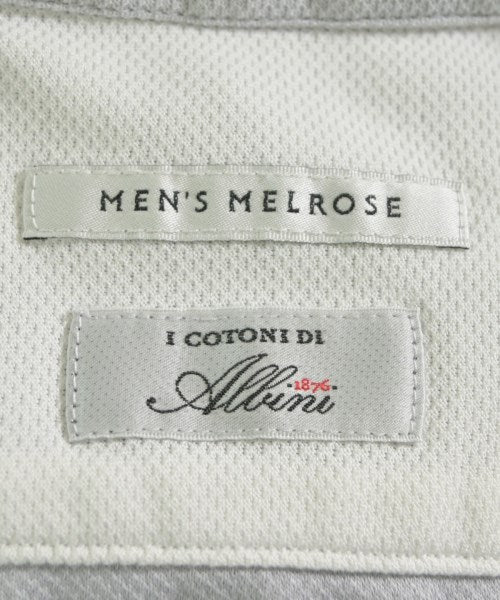 MEN'S MELROSE
I COTONI DI
1876
Albini